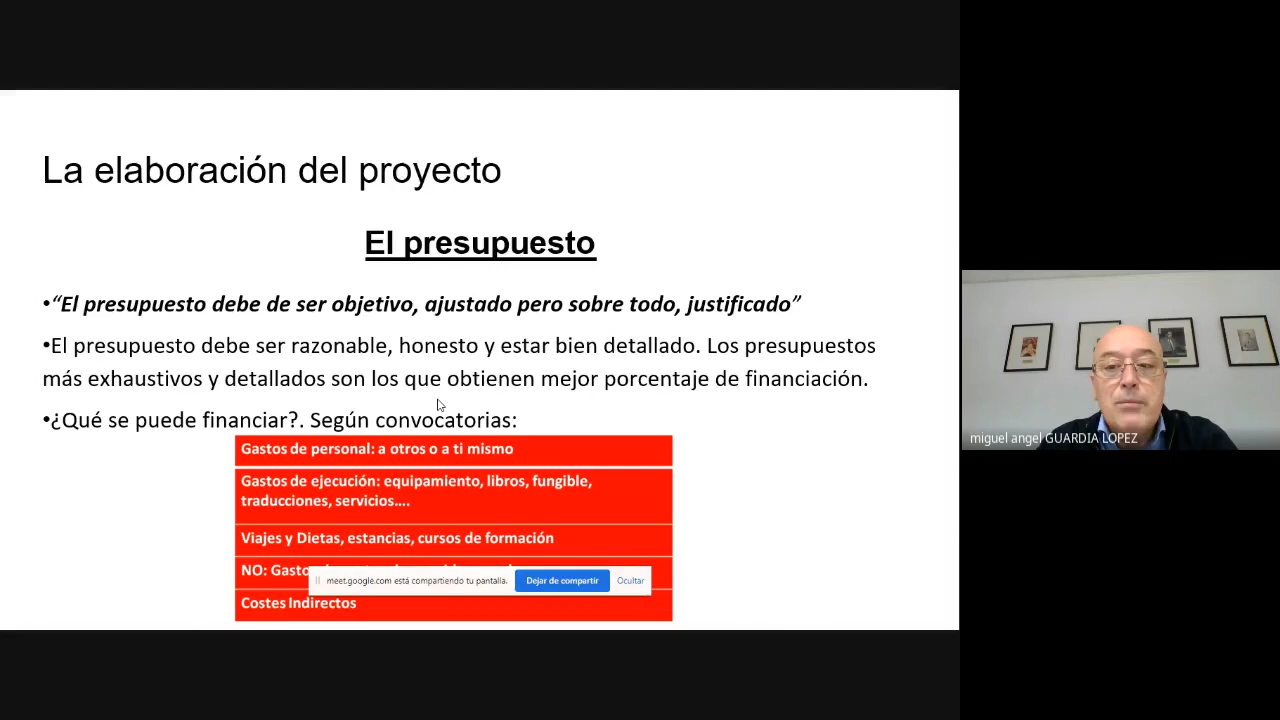 La elaboración del proyecto
El presupuesto
•“El presupuesto debe de ser objetivo, ajustado pero sobre todo, justificado”
•El presupuesto debe ser razonable, honesto y estar bien detallado. Los presupuestos
más exhaustivos y detallados son los que obtienen mejor porcentaje de financiación.
•¿Qué se puede financiar?. Según convocatorias:
Gastos de personal: a otros o a ti mismo
Gastos de ejecución: equipamiento, libros, fungible,
traducciones, servicios....
Viajes y Dietas, estancias, cursos de formación
NO:
meet.google.com está compartiendo tu pantalla.
Dejar de compartir
Ocultar
Costes Indirectos
miguel angel GUARDIA LOPEZ